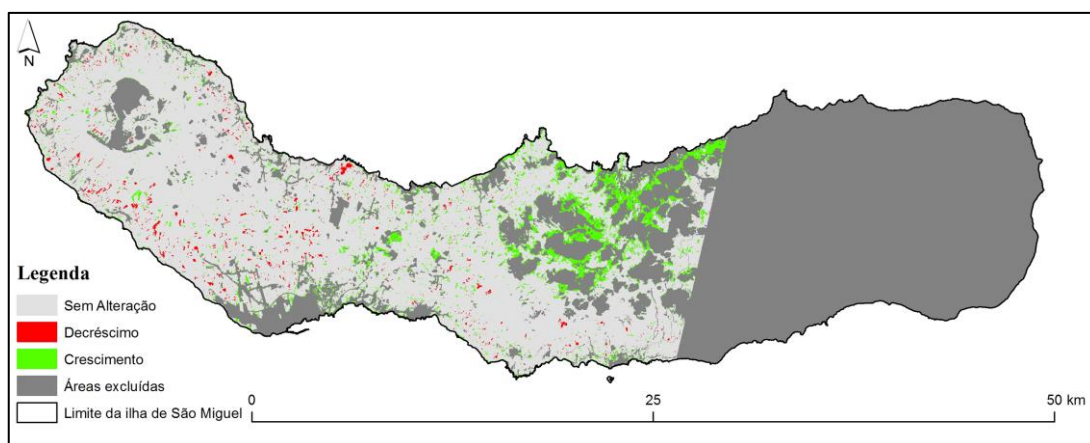 N
Legenda
Sem Alteração
Decréscimo
Crescimento
Áreas excluídas
Limite da ilha de São Miguel
0 25 50 km